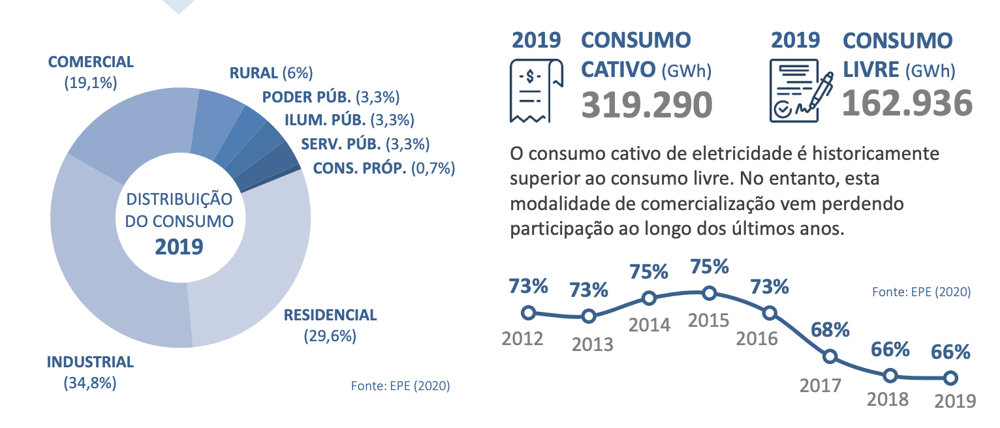 COMERCIAL
(19,1%)
RURAL (6%)
PODER PÚB. (3,3%)
ILUM. PÚB. (3,3%)
SERV. PÚB. (3,3%)
CONS. PRÓP. (0,7%)
DISTRIBUIÇÃO
DO CONSUMO
2019
RESIDENCIAL
(29,6%)
INDUSTRIAL
(34,8%)
Fonte: EPE (2020)
2019 CONSUMO
CATIVO (GWh)
$
319.290
2019 CONSUMO
LIVRE (GWh)
162.936
O consumo cativo de eletricidade é historicamente
superior ao consumo livre. No entanto, esta
modalidade de comercialização vem perdendo
participação ao longo dos últimos anos.
73% 73% 75% 75% 73% 68% 66% 66%
Fonte: EPE (2020)
2012 2013 2014 2015 2016 2017 2018 2019